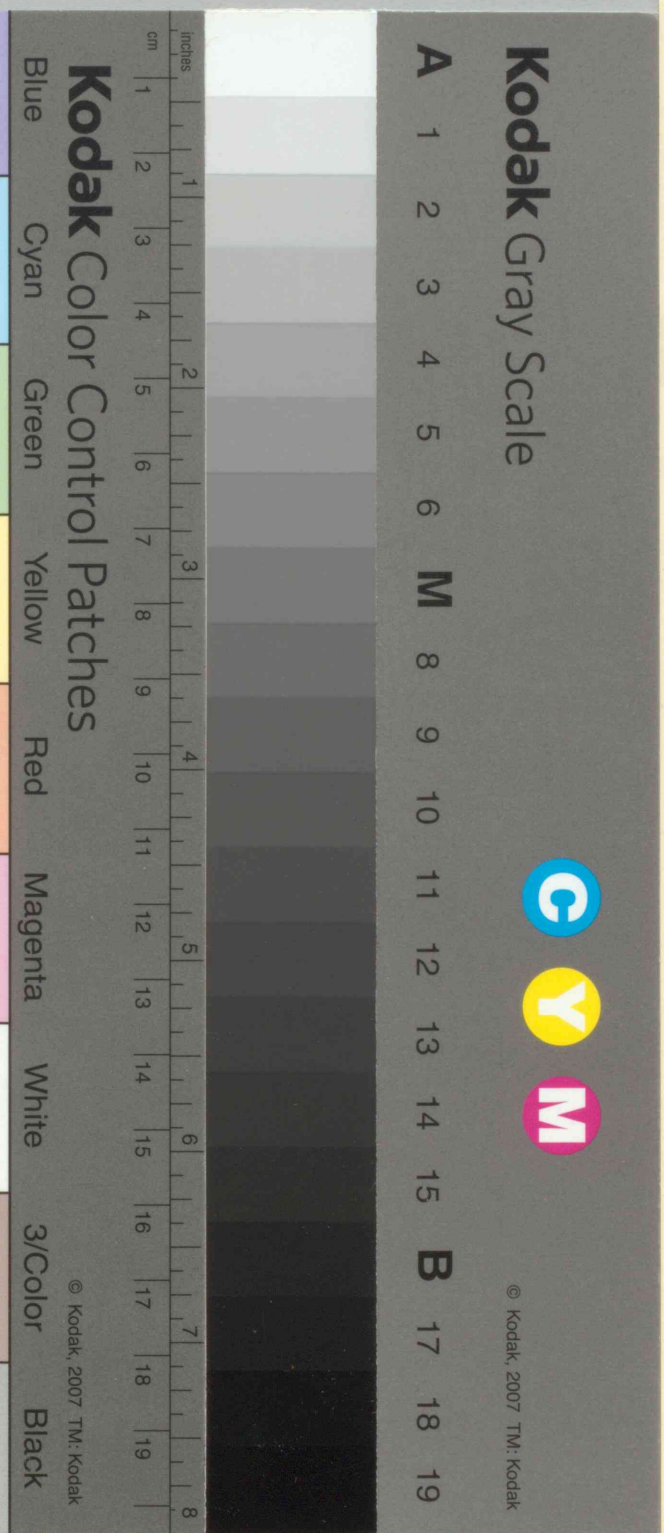 Kodak Gray Scale
C Y M
A 1 2 3 4 5 6 M 8 9 10 11 12 13 14 15 B 17 18 19
© Kodak, 2007 TM: Kodak
inches 1 2 3 4 5 6 7 8
cm 1 2 3 4 5 6 7 8 9 10 11 12 13 14 15 16 17 18 19
Kodak Color Control Patches
© Kodak, 2007 TM: Kodak
Blue Cyan Green Yellow Red Magenta White 3/Color Black